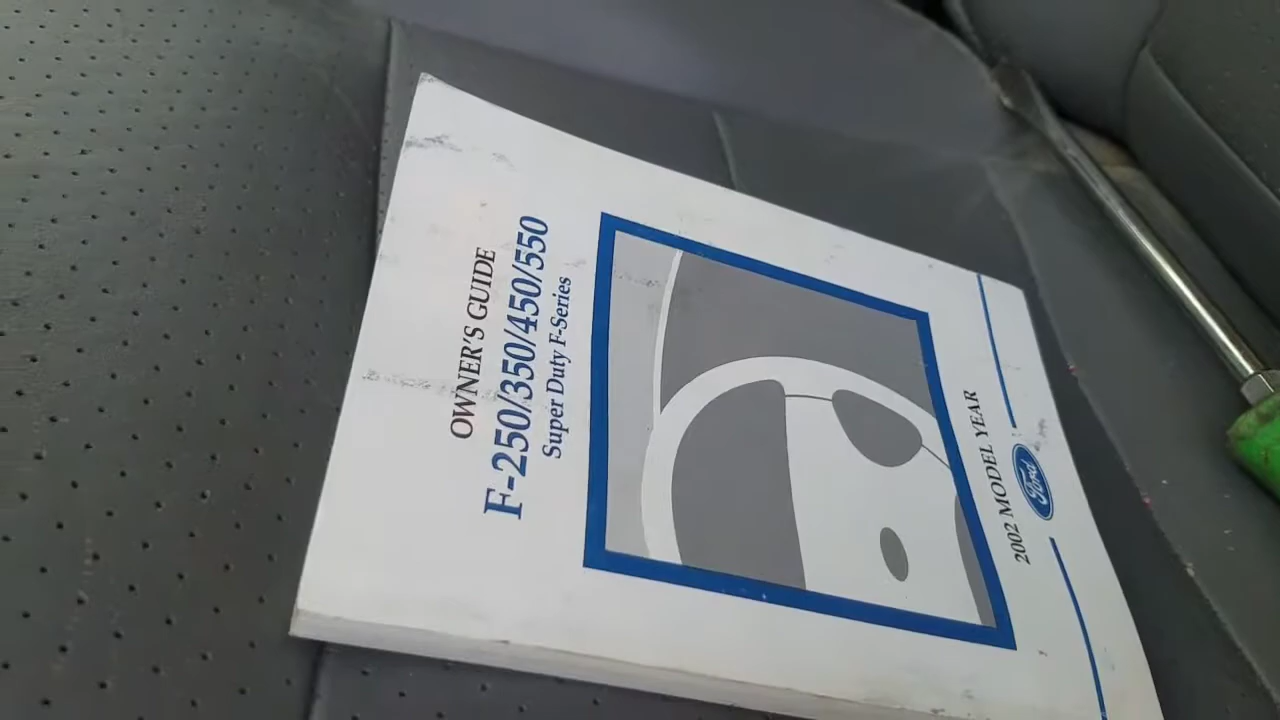 OWNER'S GUIDE
F-250/350/450/550
Super Duty F-Series
2002 MODEL YEAR
Ford